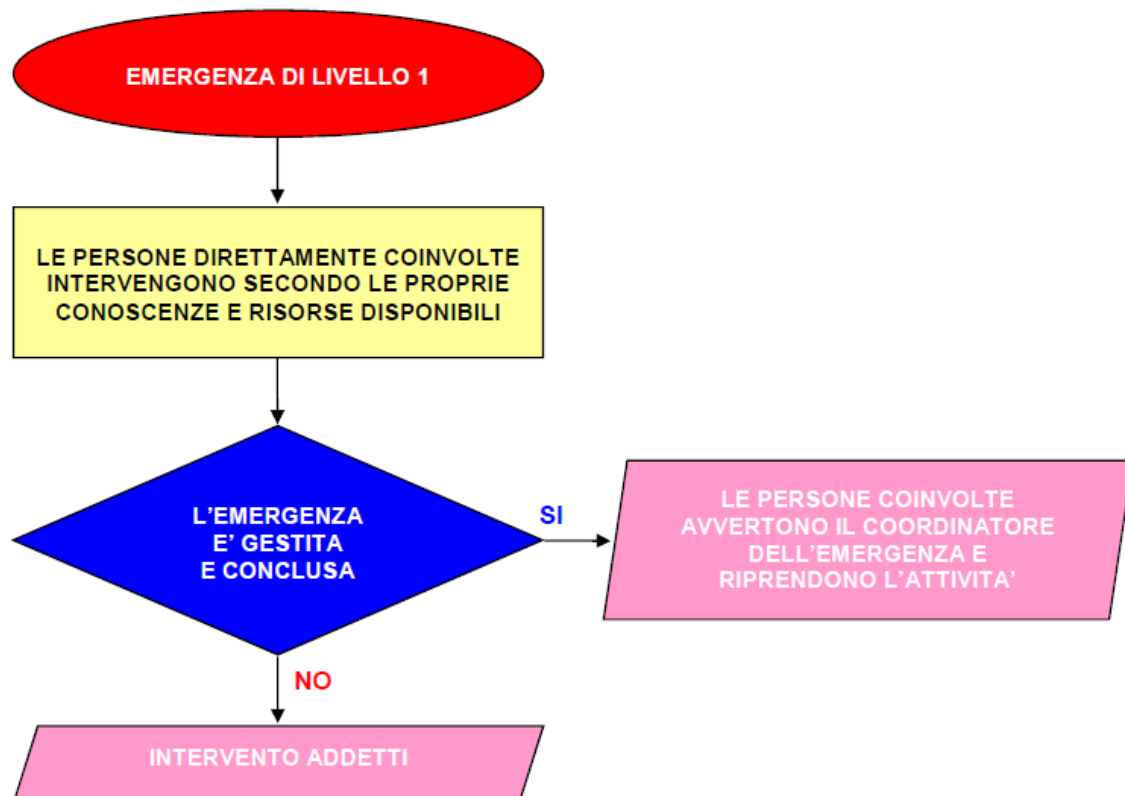 EMERGENZA DI LIVELLO 1
LE PERSONE DIRETTAMENTE COINVOLTE
INTERVENGONO SECONDO LE PROPRIE
CONOSCENZE E RISORSE DISPONIBILI
L'EMERGENZA
E' GESTITA
E CONCLUSA
SI
LE PERSONE COINVOLTE
AVVERTONO IL COORDINATORE
DELL'EMERGENZA E
RIPRENDONO L'ATTIVITA'
NO
INTERVENTO ADDETTI